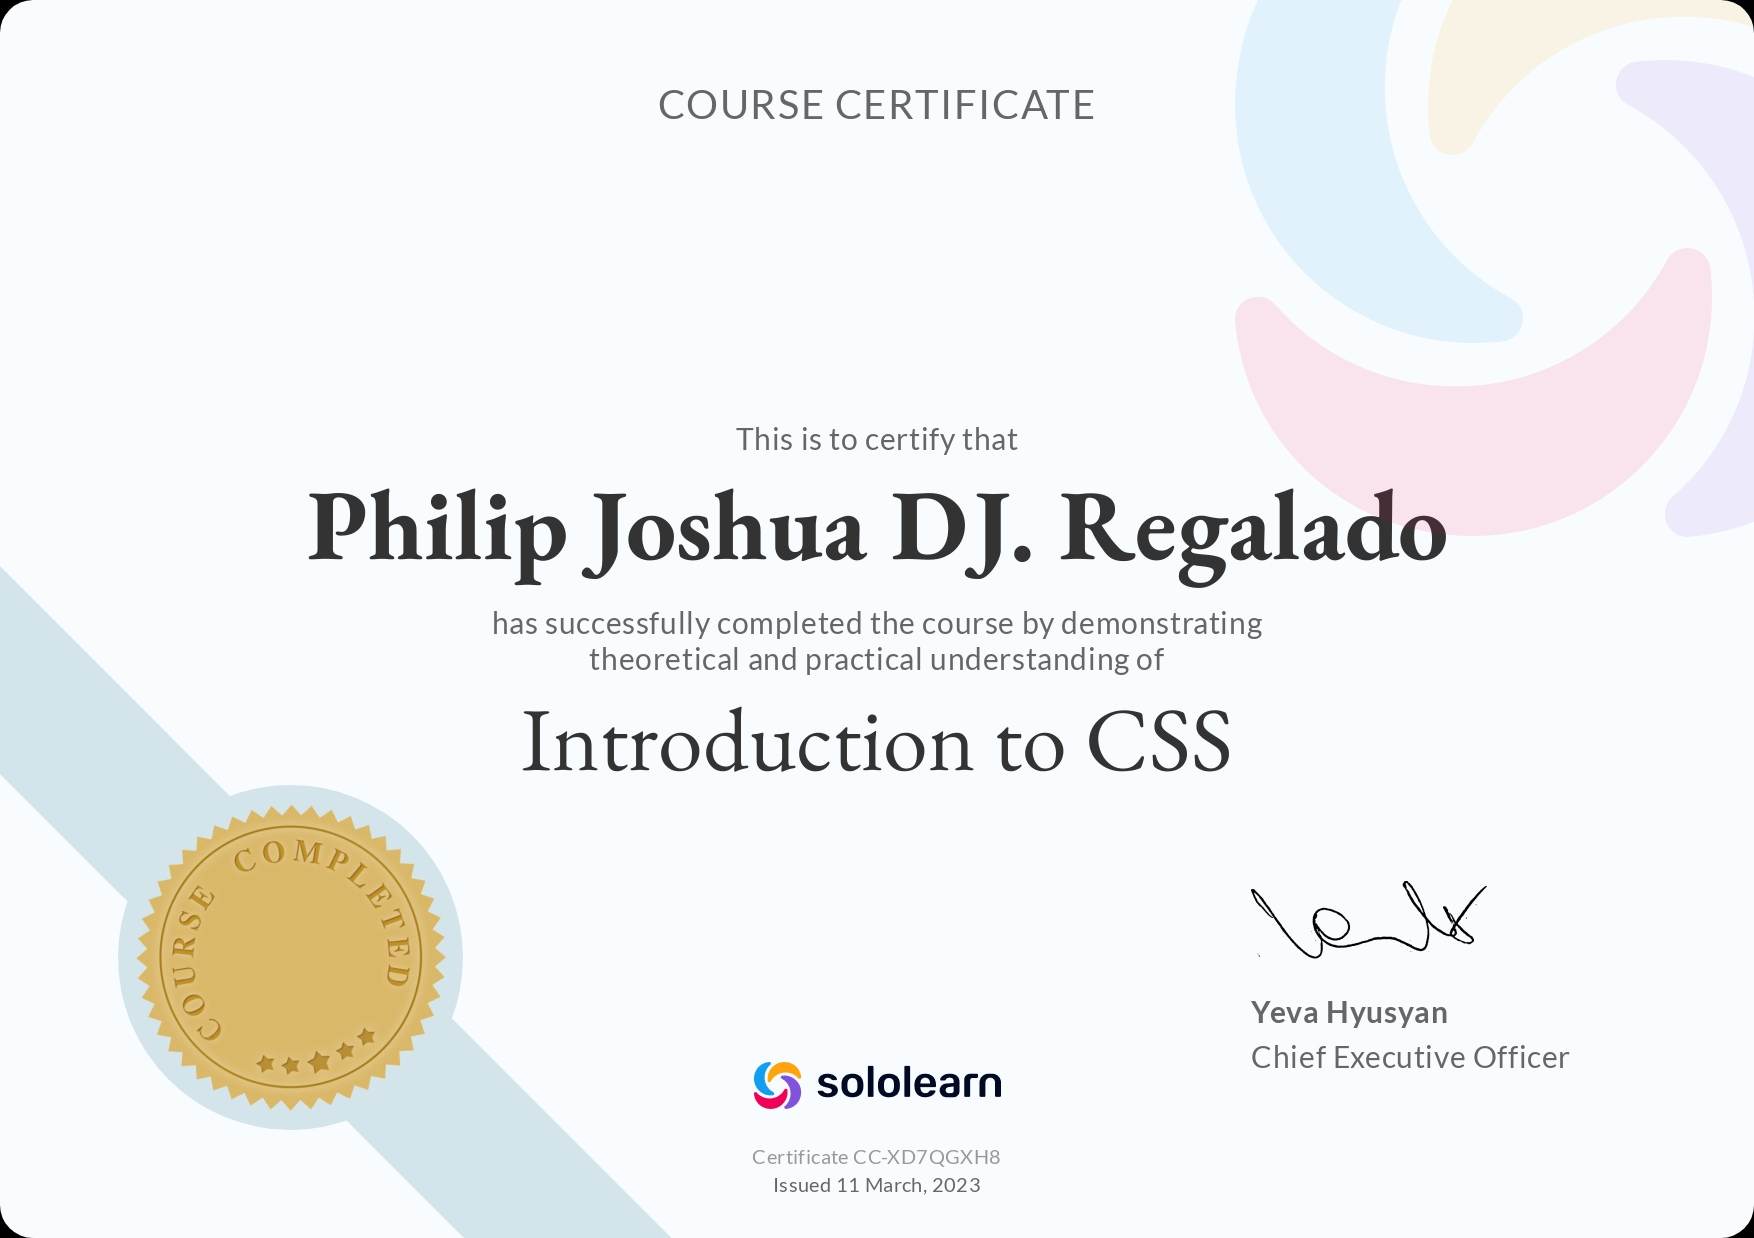 COURSE CERTIFICATE
This is to certify that
Philip Joshua DJ. Regalado
has successfully completed the course by demonstrating
theoretical and practical understanding of
Introduction to CSS
COURSE COMPLETED
Yeva Hyusyan
Chief Executive Officer
sololearn
Certificate CC-XD7QGXH8
Issued 11 March, 2023